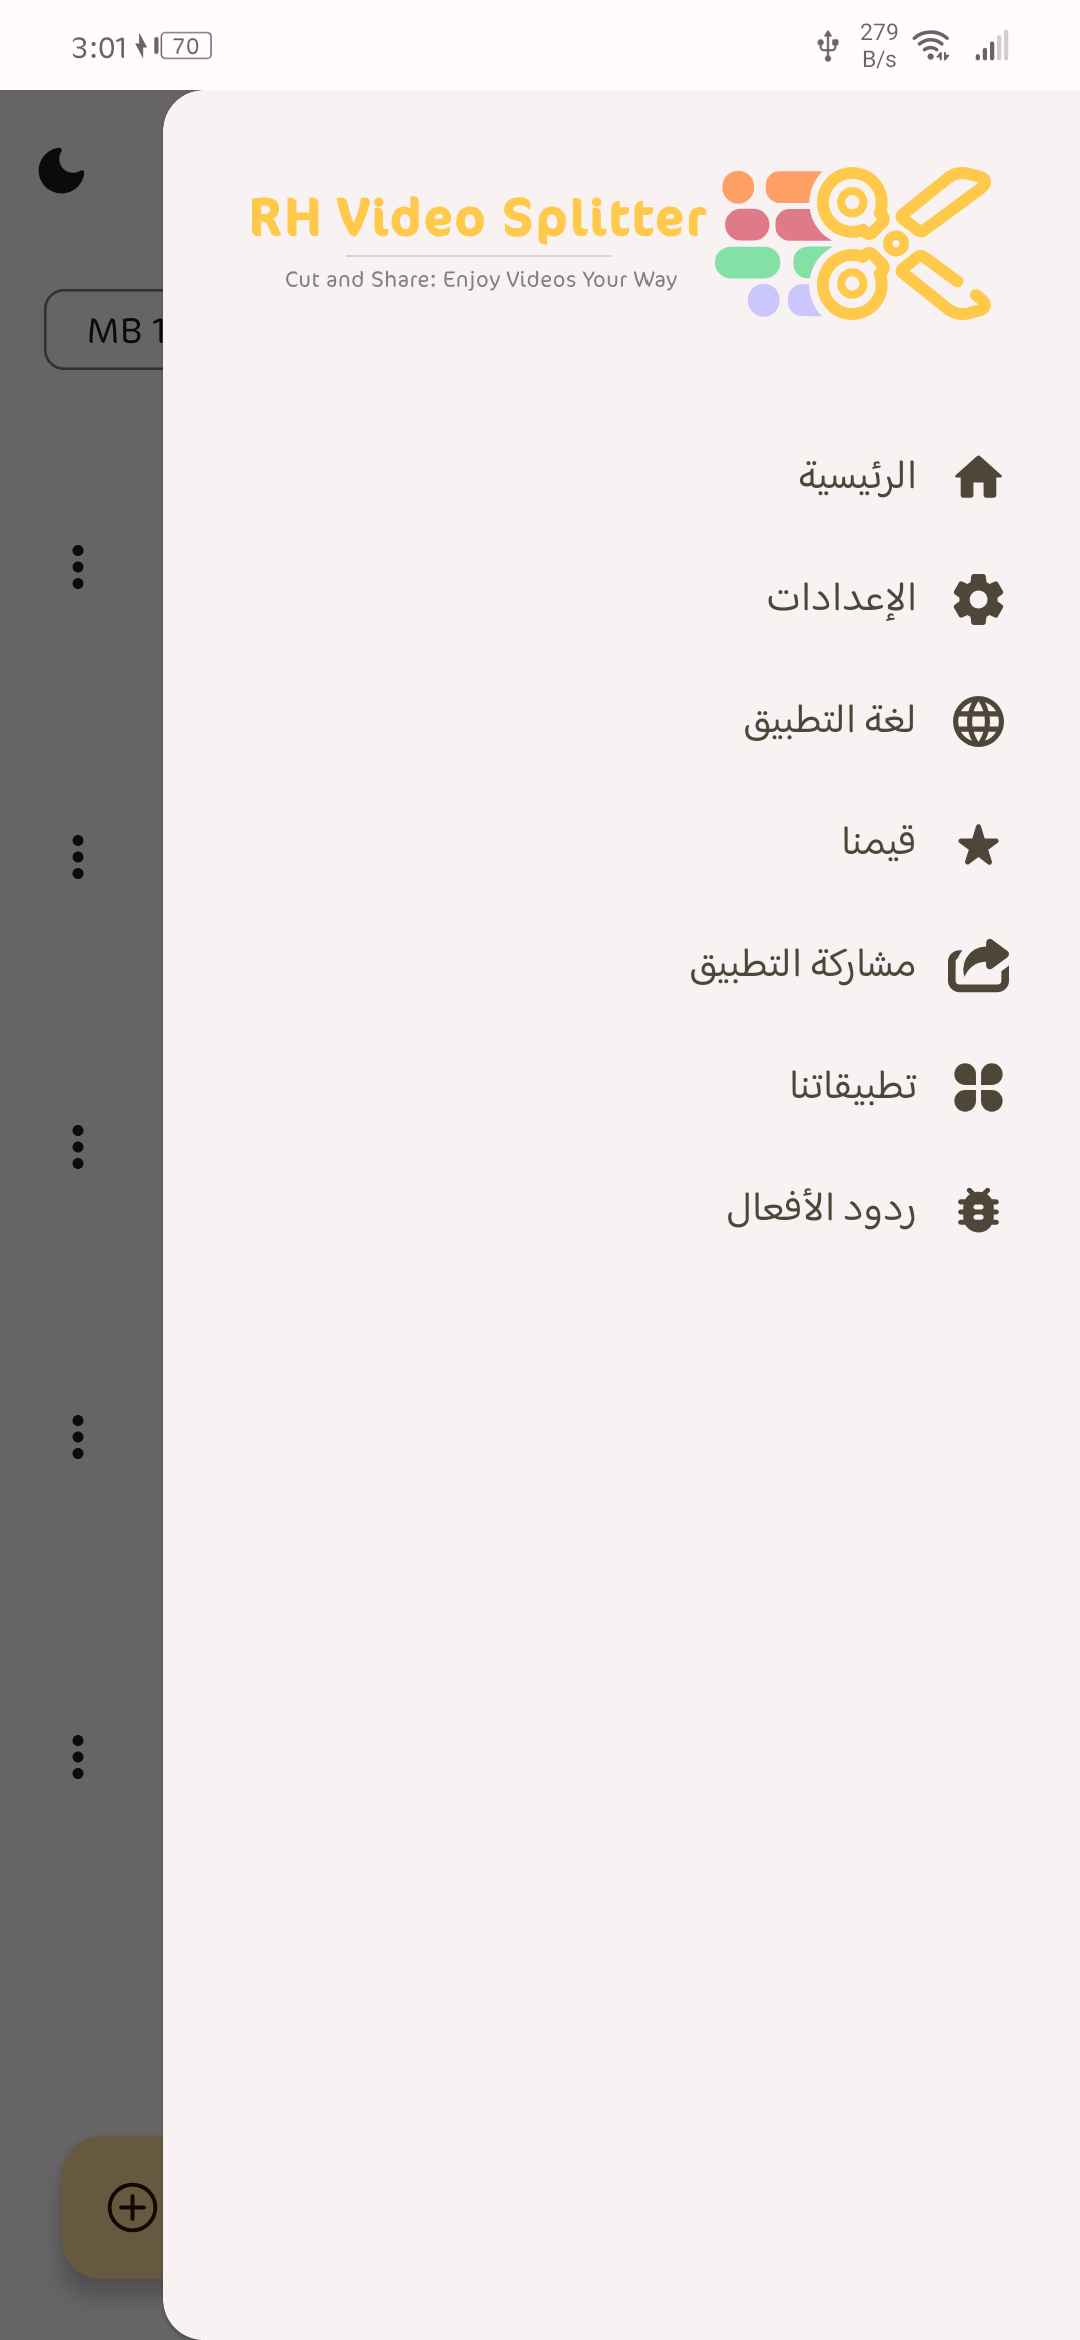 3:01 70 279 B/s
RH Video Splitter
Cut and Share: Enjoy Videos Your Way
MB 1
الرئيسية
الإعدادات
لغة التطبيق
قيمنا
مشاركة التطبيق
تطبيقاتنا
ردود الأفعال